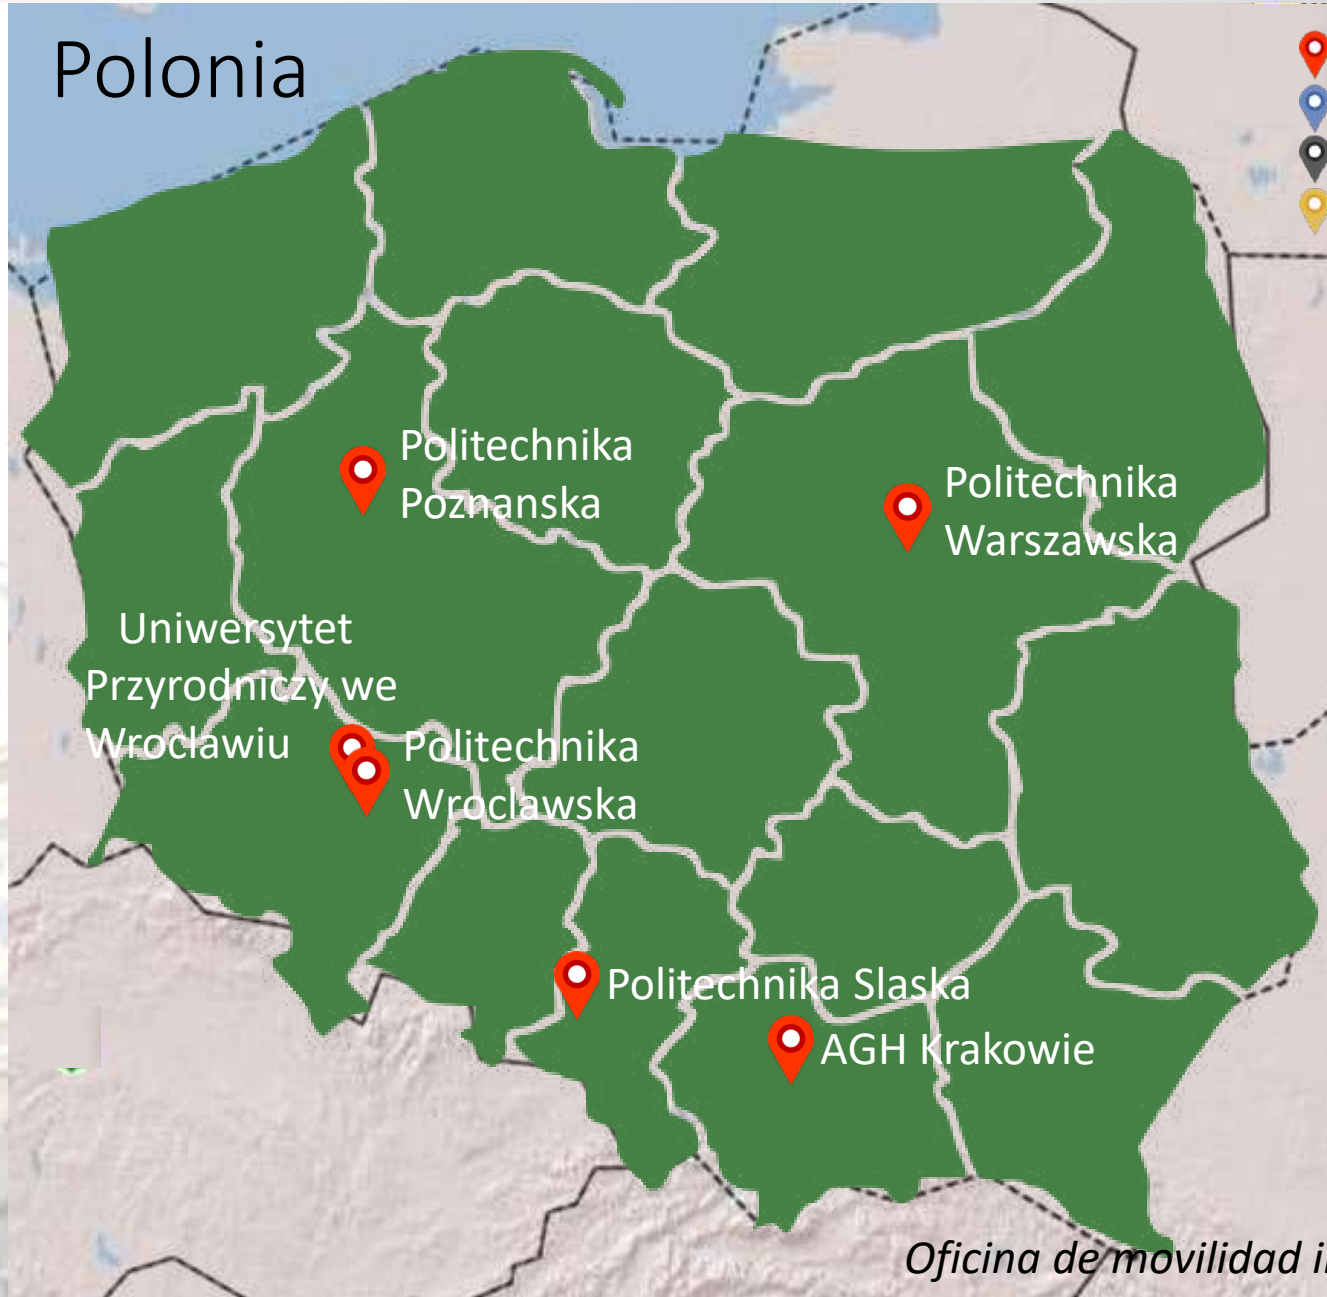 Polonia
Politechnika
Poznanska
Politechnika
Warszawska
Uniwersytet
Przyrodniczy we
Wroclawiu
Politechnika
Wroclawska
Politechnika Slaska
AGH Krakowie
Oficina de movilidad